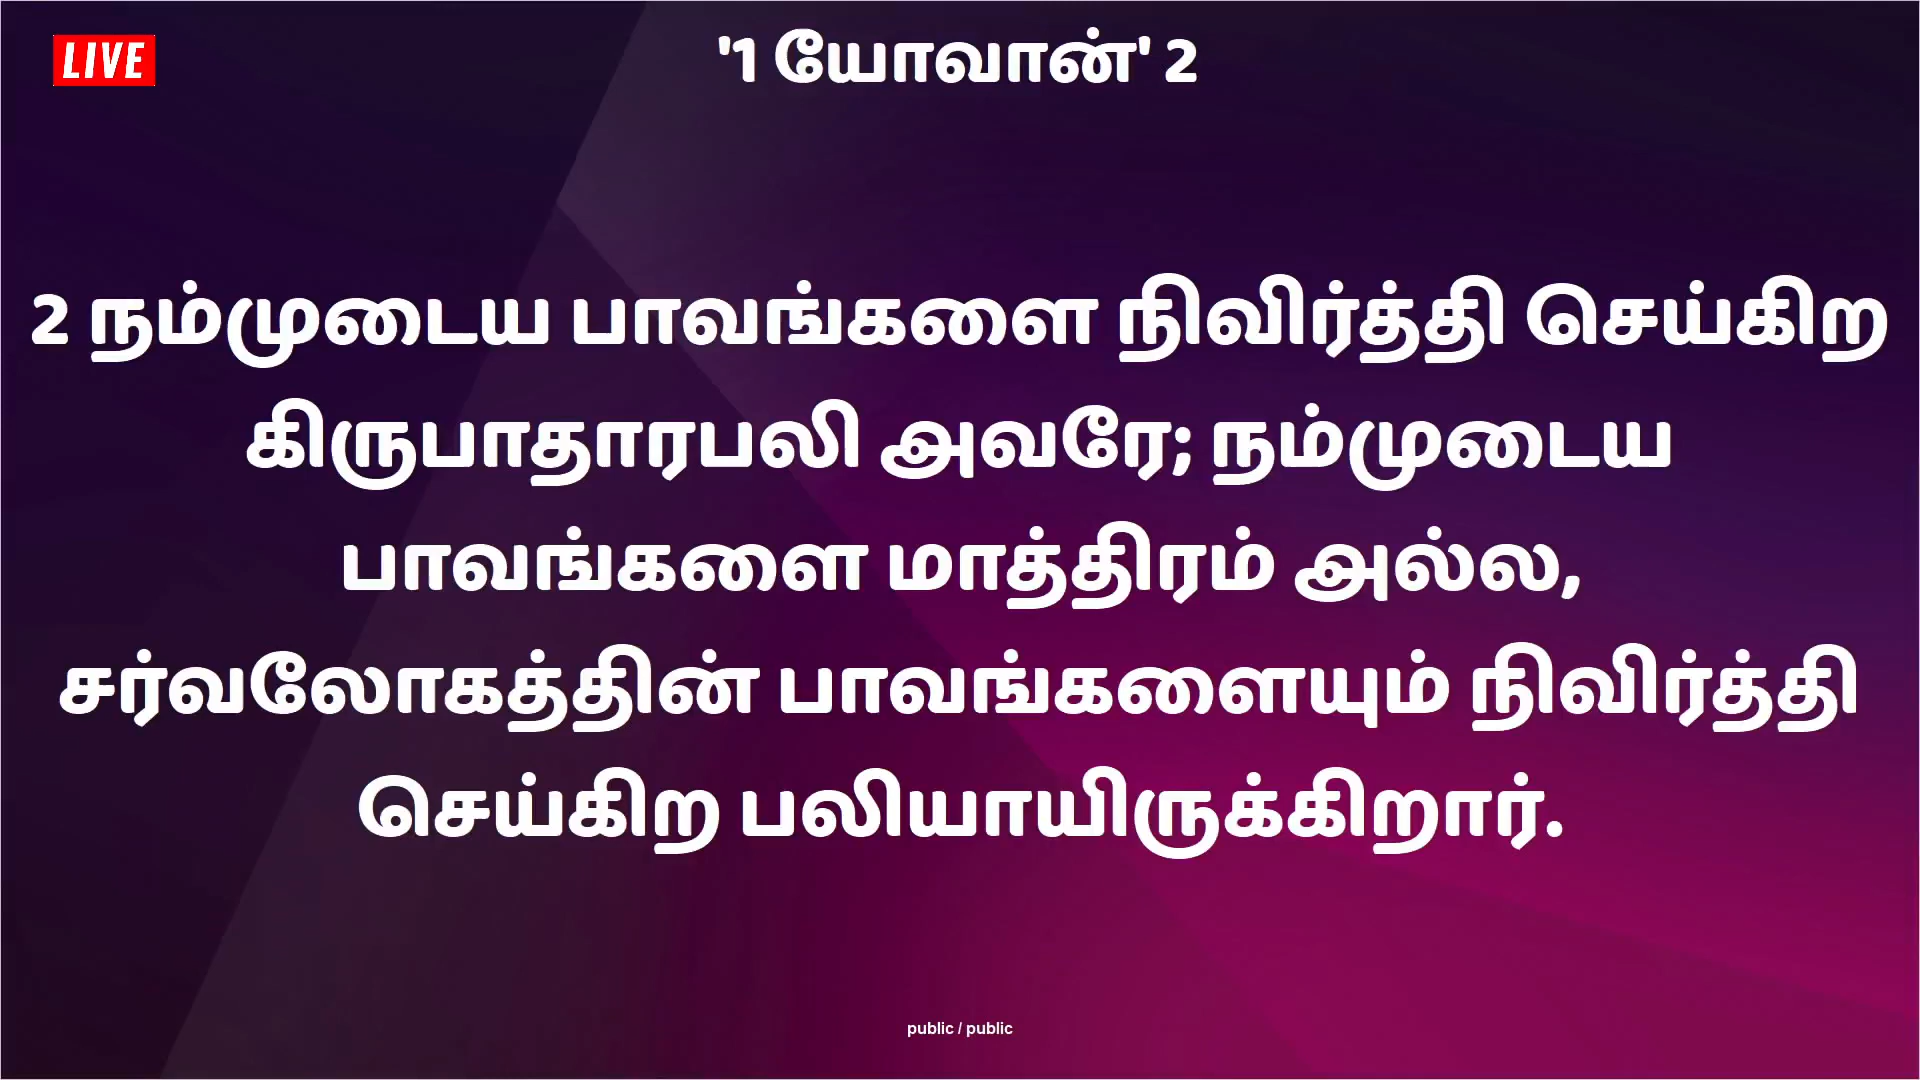 LIVE
'1 யோவான்' 2
2 நம்முடைய பாவங்களை நிவிர்த்தி செய்கிற
கிருபாதாரபலி அவரே; நம்முடைய
பாவங்களை மாத்திரம் அல்ல,
சர்வலோகத்தின் பாவங்களையும் நிவிர்த்தி
செய்கிற பலியாயிருக்கிறார்.
public / public